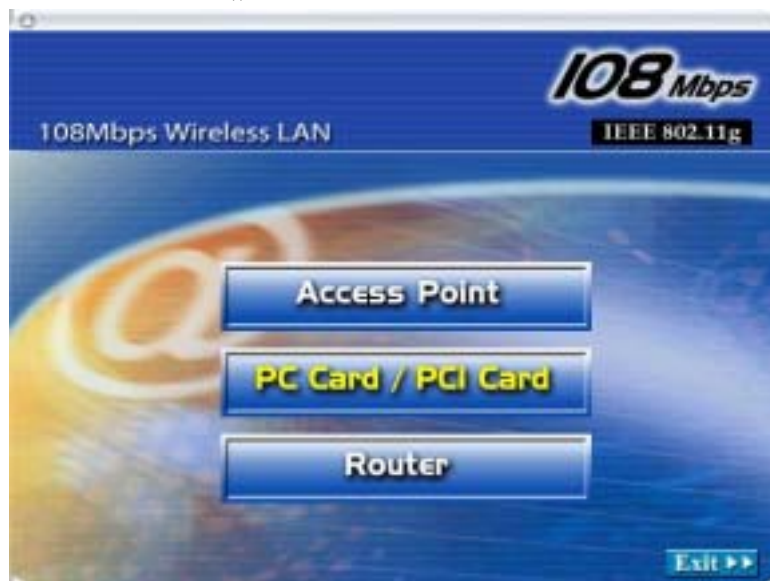 108 Mbps
108Mbps Wireless LAN
IEEE 802.11g
@
Access Point
PC Card / PCI Card
Router
Exit